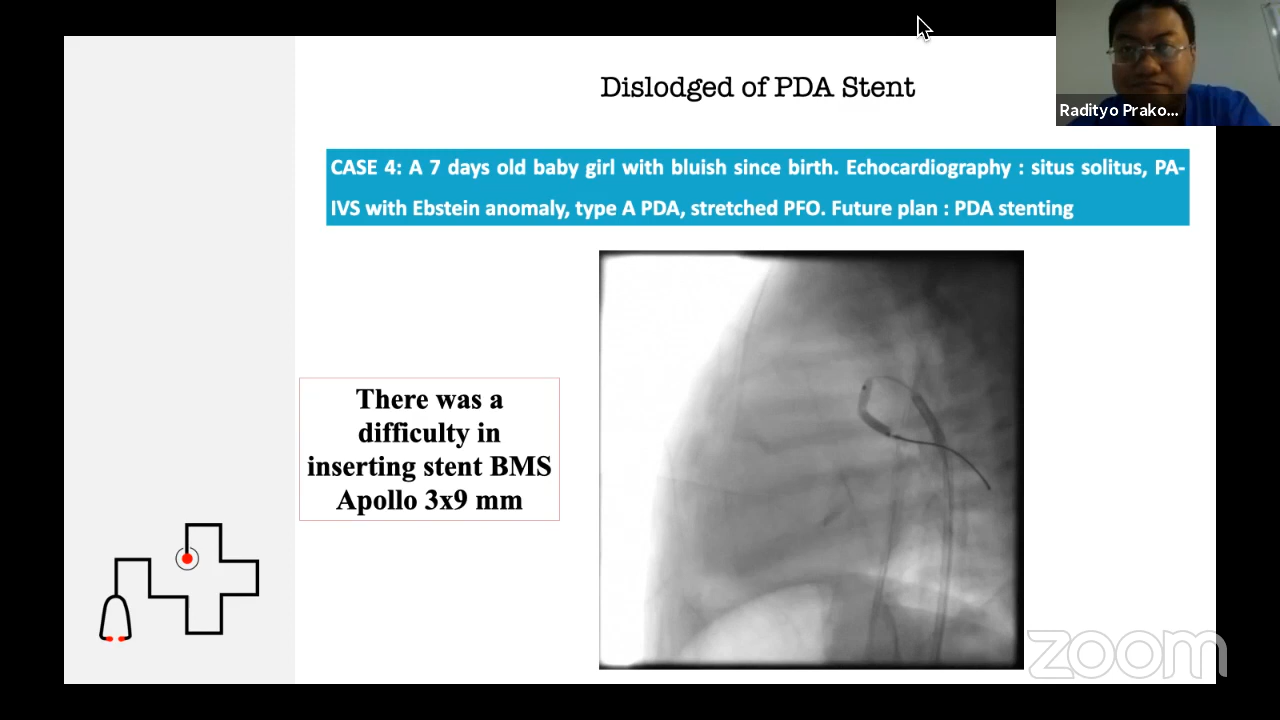 Dislodged of PDA Stent
Radityo Prako...
CASE 4: A 7 days old baby girl with bluish since birth. Echocardiography : situs solitus, PA-
IVS with Ebstein anomaly, type A PDA, stretched PFO. Future plan : PDA stenting
There was a
difficulty in
inserting stent BMS
Apollo 3x9 mm
zoom